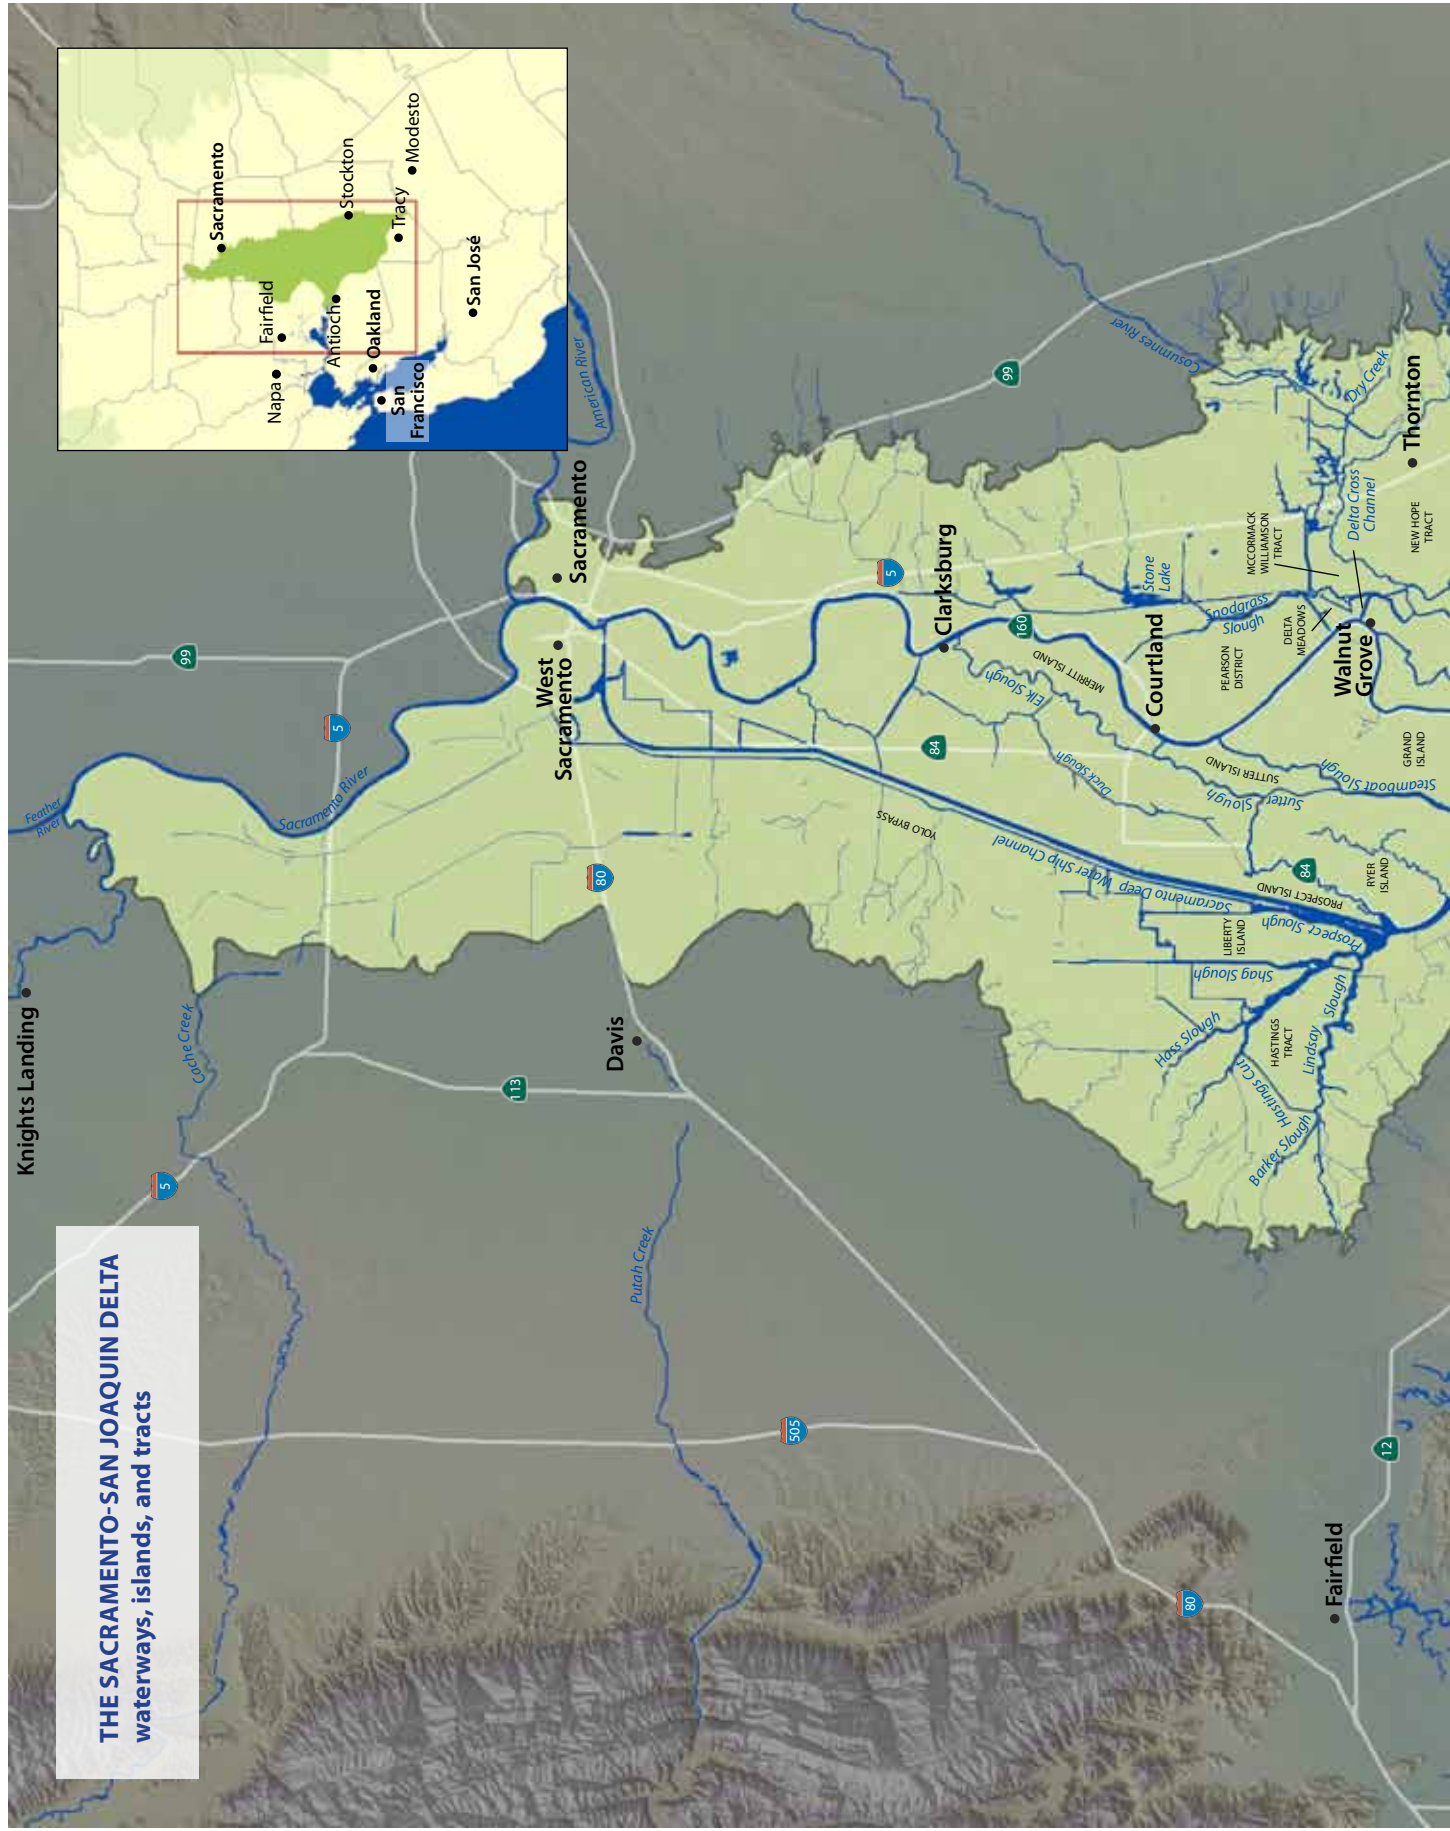 THE SACRAMENTO-SAN JOAQUIN DELTA
waterways, islands, and tracts
Napa
Fairfield
Sacramento
Antioch
Stockton
Oakland
San
Francisco
Tracy
Modesto
San José
Knights Landing
Feather
River
5
Cache Creek
Sacramento River
99
5
113
Davis
80
West
Sacramento
Sacramento
American River
Putah Creek
505
YOLO BYPASS
84
5
Clarksburg
99
160
Elk Slough
MERRITT ISLAND
Duck Slough
Sacramento Deep Water Ship Channel
Stone
Lake
Cosumnes River
Courtland
Snodgrass
Slough
PEARSON
DISTRICT
DELTA
MEADOWS
MCCORMACK
WILLIAMSON
TRACT
Delta Cross
Channel
Dry Creek
Thornton
NEW HOPE
TRACT
Walnut
Grove
SUTTER ISLAND
Sutter
Slough
Steamboat Slough
GRAND
ISLAND
84
RYER
ISLAND
PROSPECT ISLAND
Prospect Slough
LIBERTY
ISLAND
Shag Slough
Hass Slough
HASTINGS
TRACT
Hastings Cut
Lindsay
Slough
Barker Slough
80
Fairfield
12